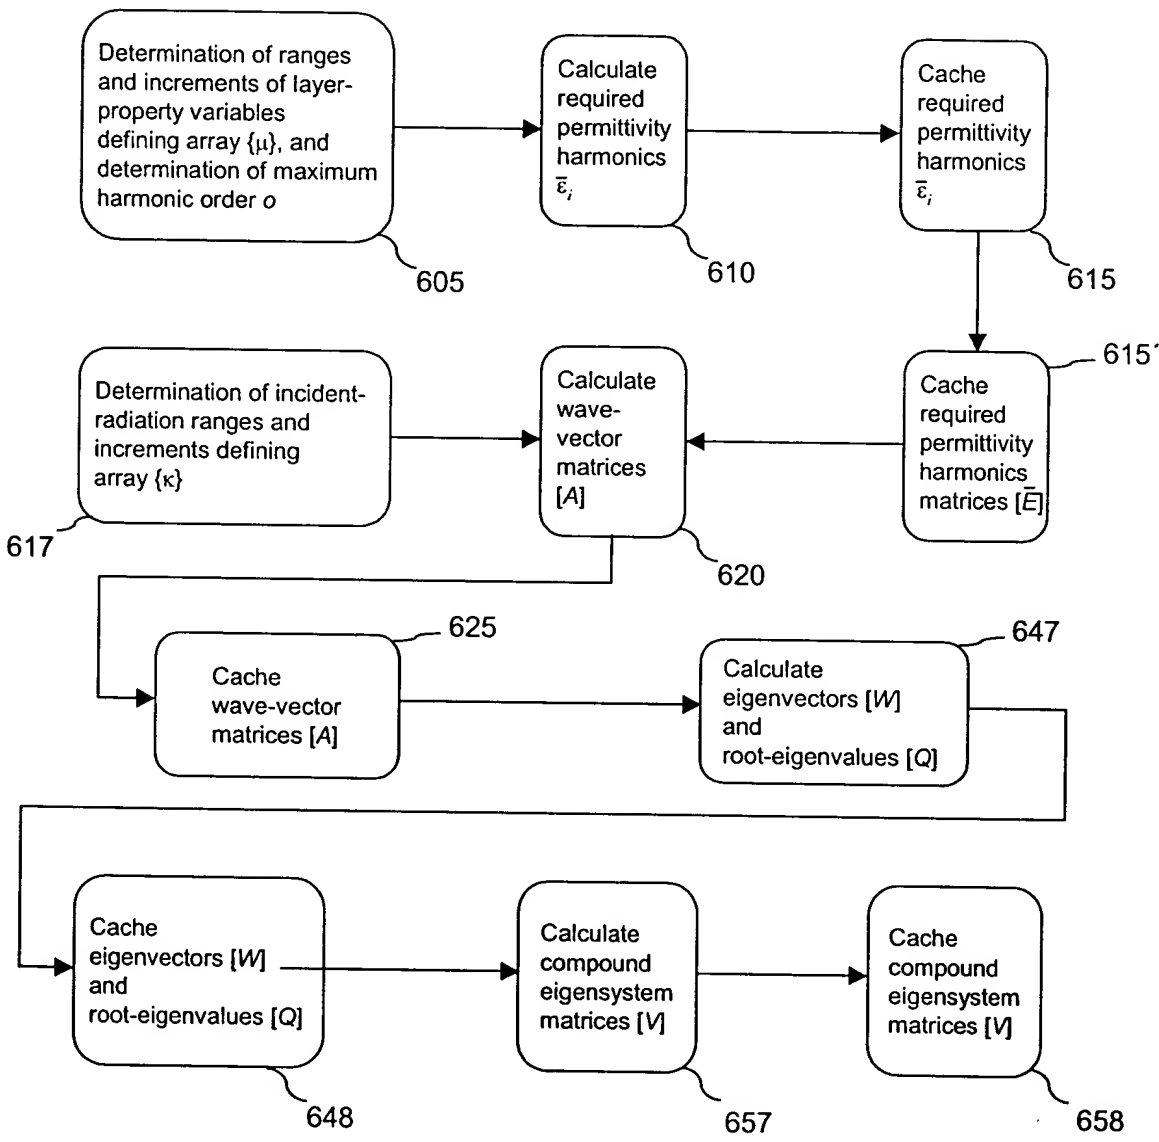 Determination of ranges
and increments of layer-
property variables
defining array {μ}, and
determination of maximum
harmonic order o
605
Calculate
required
permittivity
harmonics
ε̅ᵢ
610
Cache
required
permittivity
harmonics
ε̅ᵢ
615
Determination of incident-
radiation ranges and
increments defining
array {κ}
617
Calculate
wave-
vector
matrices
[A]
620
Cache
required
permittivity
harmonics
matrices [E̅]
615´
Cache
wave-vector
matrices [A]
625
Calculate
eigenvectors [W]
and
root-eigenvalues [Q]
647
Cache
eigenvectors [W]
and
root-eigenvalues [Q]
648
Calculate
compound
eigensystem
matrices [V]
657
Cache
compound
eigensystem
matrices [V]
658